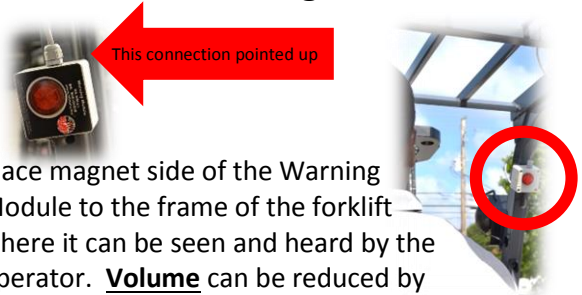 This connection pointed up
ace magnet side of the Warning
odule to the frame of the forklift
here it can be seen and heard by the
perator. Volume can be reduced by